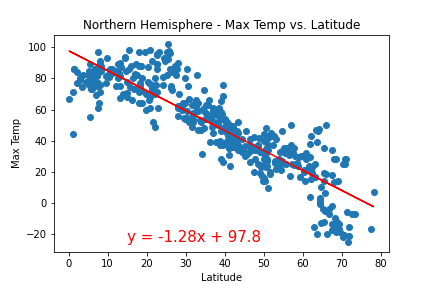 Northern Hemisphere - Max Temp vs. Latitude
100
80
60
40
20
0
−20
Max Temp
y = -1.28x + 97.8
0 10 20 30 40 50 60 70 80
Latitude